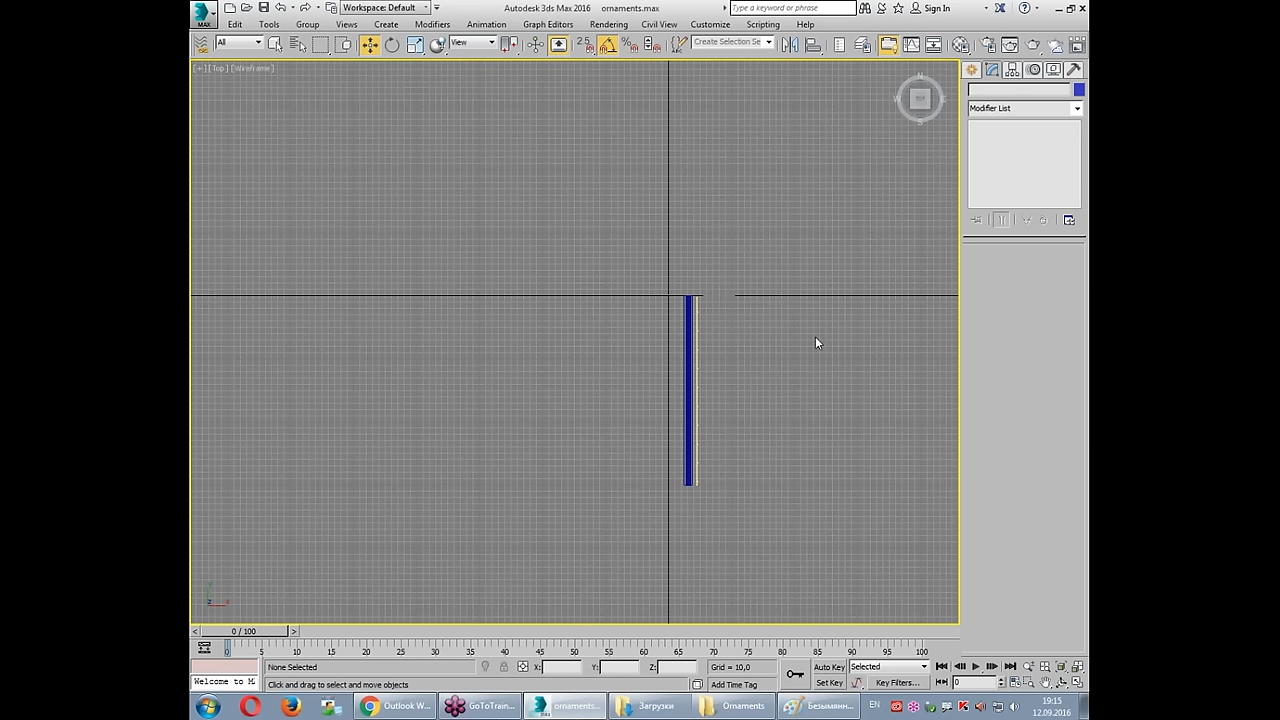 Workspace: Default
Autodesk 3ds Max 2016 ornaments.max
Type a keyword or phrase
Sign In
MAX
Edit Tools Group Views Create Modifiers Animation Graph Editors Rendering Civil View Customize Scripting Help
All
View
2.5
Create Selection Se
[+] [Top] [Wireframe]
N
W
S
Modifier List
0 / 100
0 5 10 15 20 25 30 35 40 45 50 55 60 65 70 75 80 85 90 95 100
None Selected
X:
Y:
Z:
Grid = 10,0
Auto Key
Selected
Welcome to M
Click and drag to select and move objects
Add Time Tag
Set Key
Key Filters...
0
Outlook W...
GoToTrain...
ornaments...
Загрузки
Ornaments
Безымянн...
EN
19:15
12.09.2016